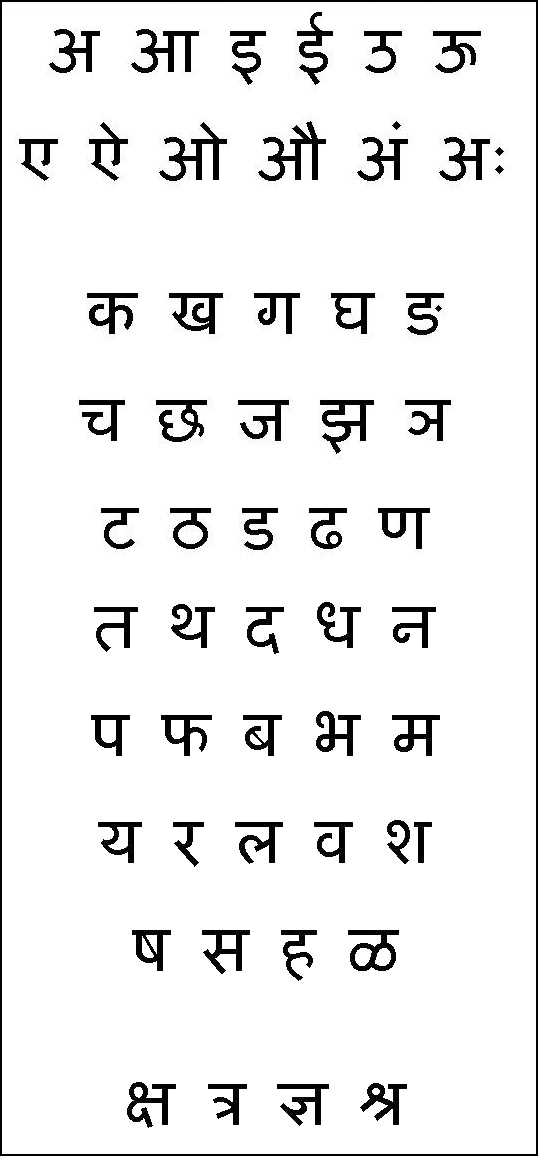 अ आ इ ई उ ऊ
ए ऐ ओ औ अं अः
क ख ग घ ङ
च छ ज झ ञ
ट ठ ड ढ ण
त थ द ध न
प फ ब भ म
य र ल व श
ष स ह ळ
क्ष त्र ज्ञ श्र